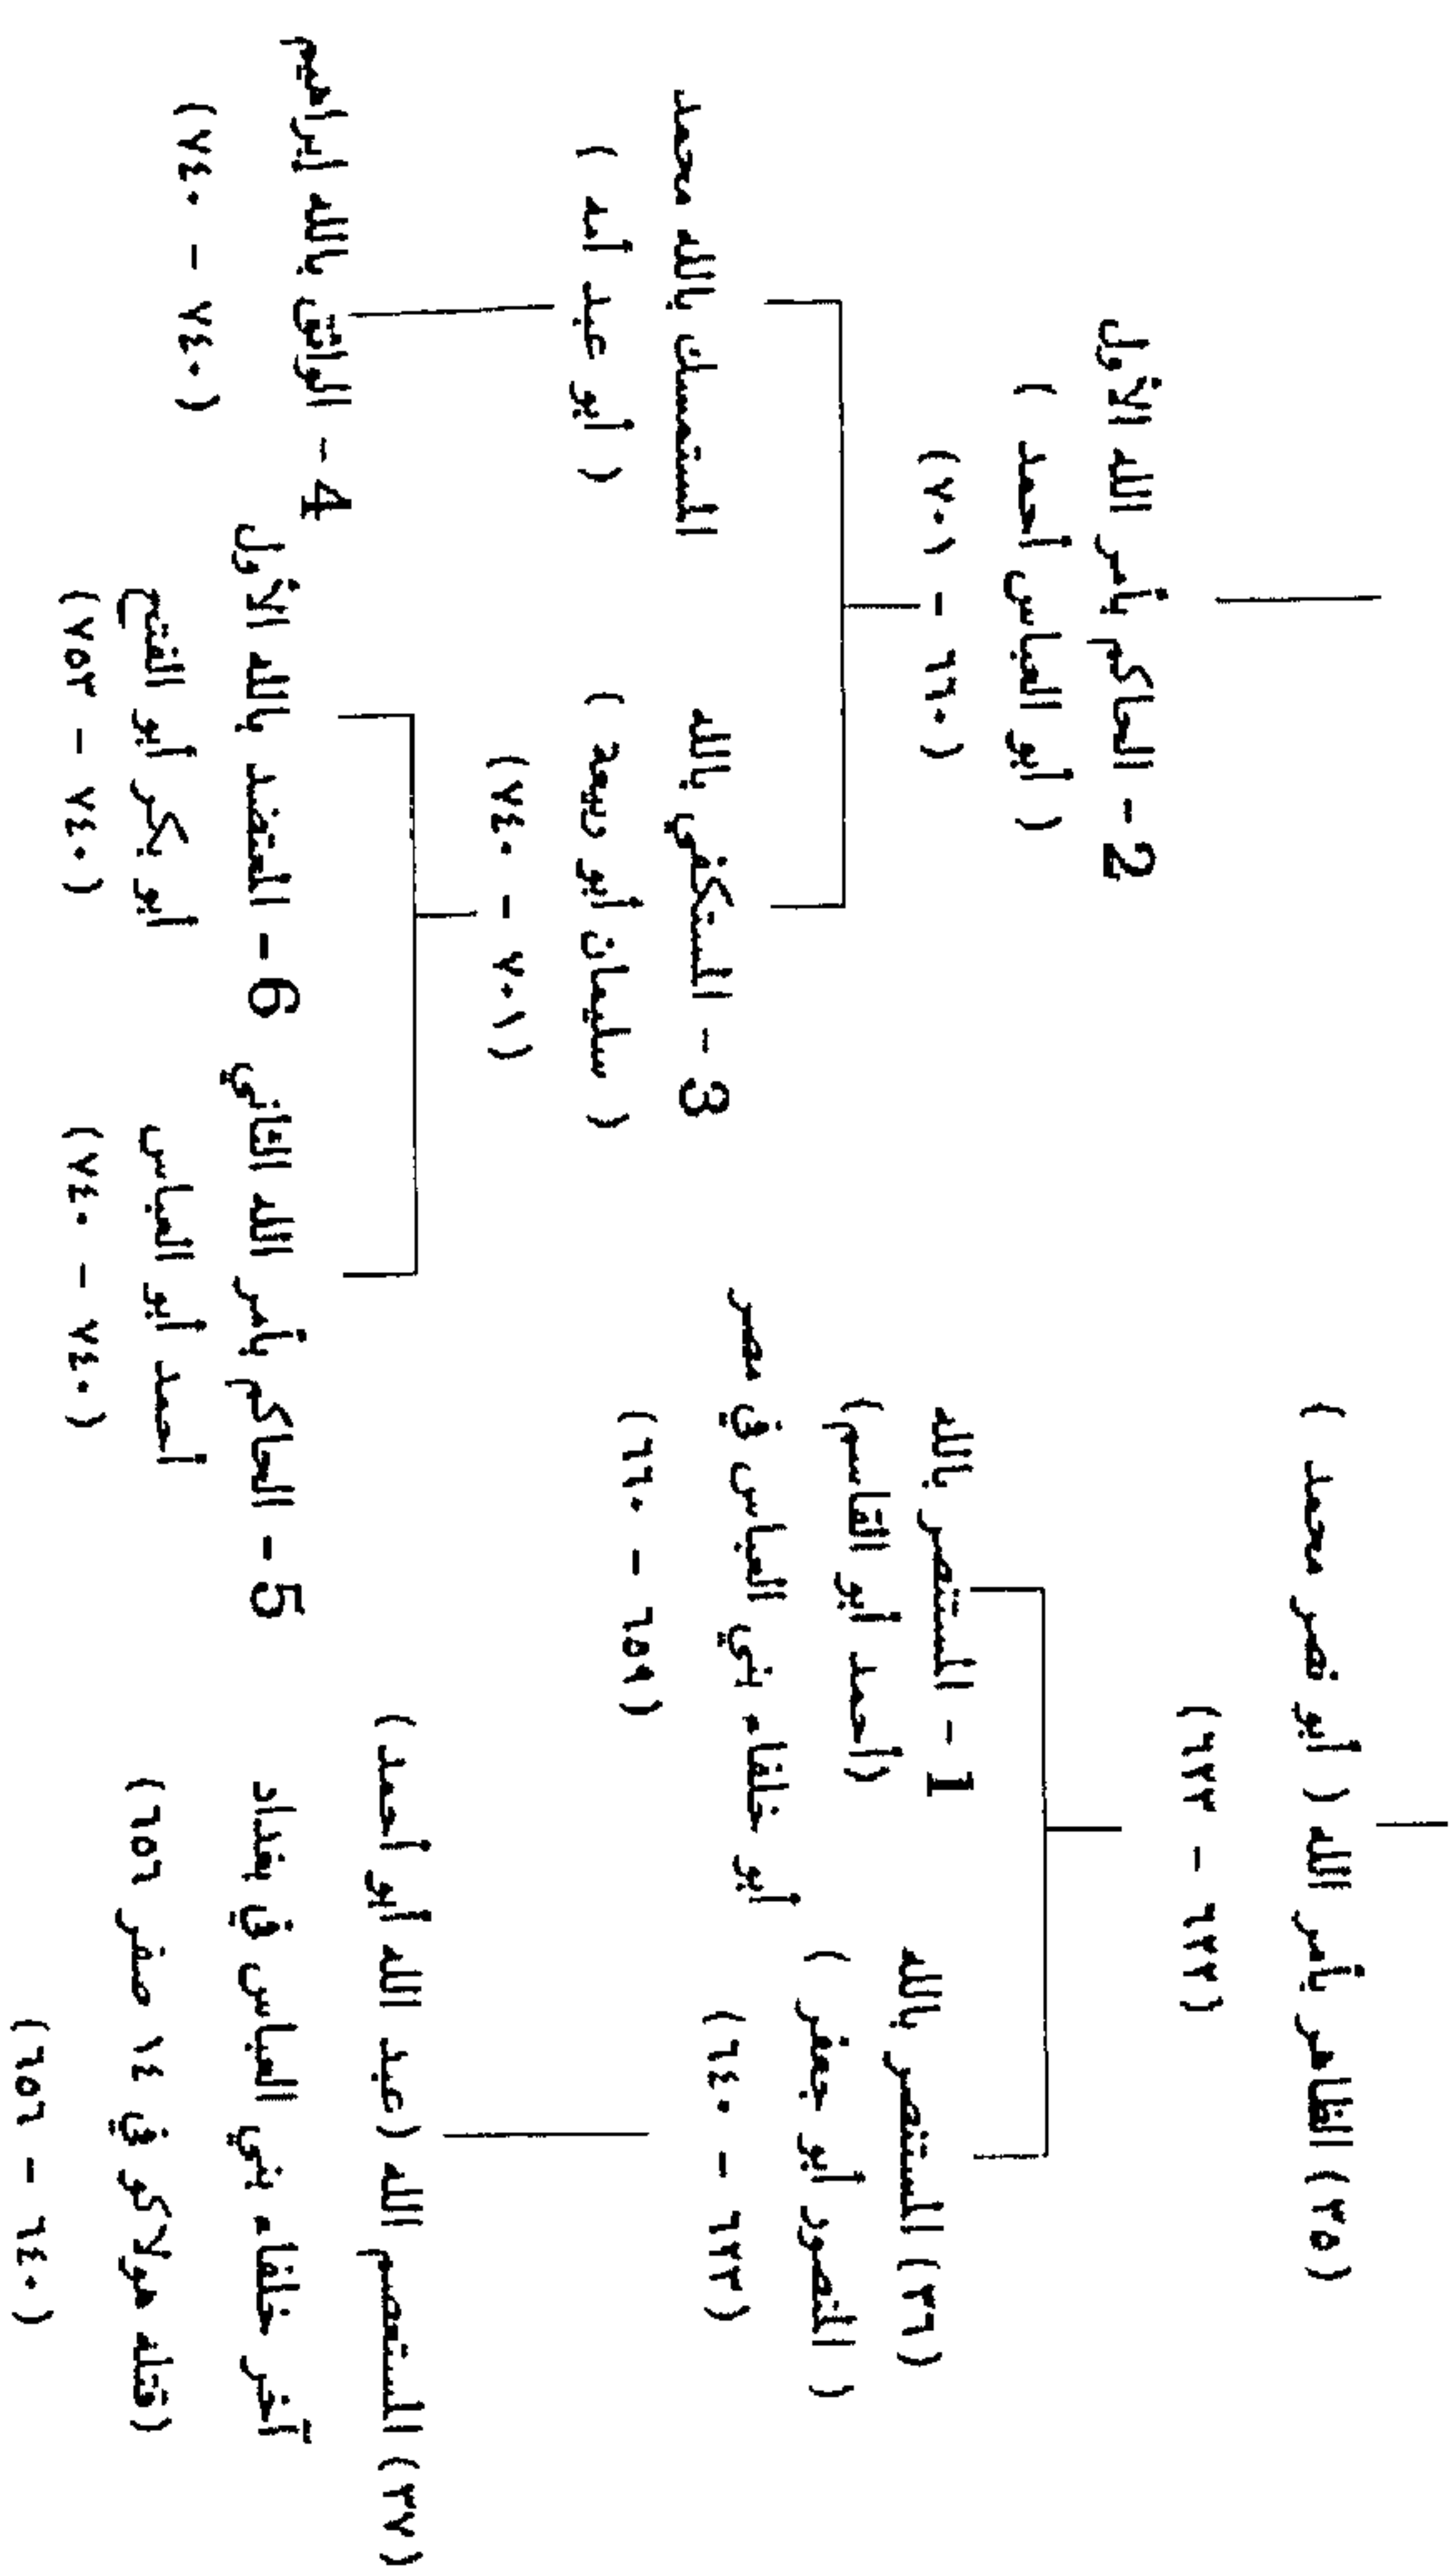 (٣٥) الظاهر بأمر الله ( أبو نصر محمد )
(٦٢٢ - ٦٢٣)
(٣٦) المستنصر بالله
( المنصور أبو جعفر )
(٦٢٣ - ٦٤٠)
1 - المستنصر بالله
(أحمد أبو القاسم)
أبو خلفاء بني العباس في مصر
(٦٥٩ - ٦٦٠)
(٣٧) المستعصم الله (عبد الله أبو أحمد)
آخر خلفاء بني العباس في بغداد
(قتله هولاكو في ١٤ صفر ٦٥٦)
(٦٤٠ - ٦٥٦)
2 - الحاكم بأمر الله الأول
( أبو العباس أحمد )
(٦٦٠ - ٧٠١)
3 - المستكفي بالله
( سليمان أبو ربيعة )
(٧٠١ - ٧٤٠)
المستمسك بالله محمد
( أبو عبد أمه )
5 - الحاكم بأمر الله الثاني
أحمد أبو العباس
(٧٤٠ - ٧٤٠)
6 - المعتضد بالله الأول
أبو بكر أبو الفتح
(٧٤٠ - ٧٥٣)
4 - الواثق بالله إبراهيم
(٧٤٠ - ٧٤٠)